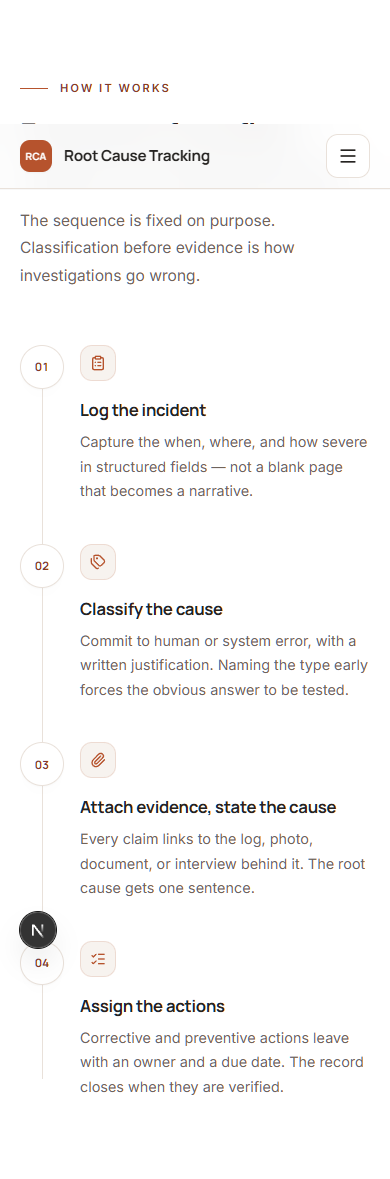 HOW IT WORKS
RCA
Root Cause Tracking
The sequence is fixed on purpose.
Classification before evidence is how
investigations go wrong.
01
Log the incident
Capture the when, where, and how severe
in structured fields — not a blank page
that becomes a narrative.
02
Classify the cause
Commit to human or system error, with a
written justification. Naming the type early
forces the obvious answer to be tested.
03
Attach evidence, state the cause
Every claim links to the log, photo,
document, or interview behind it. The root
cause gets one sentence.
N
04
Assign the actions
Corrective and preventive actions leave
with an owner and a due date. The record
closes when they are verified.